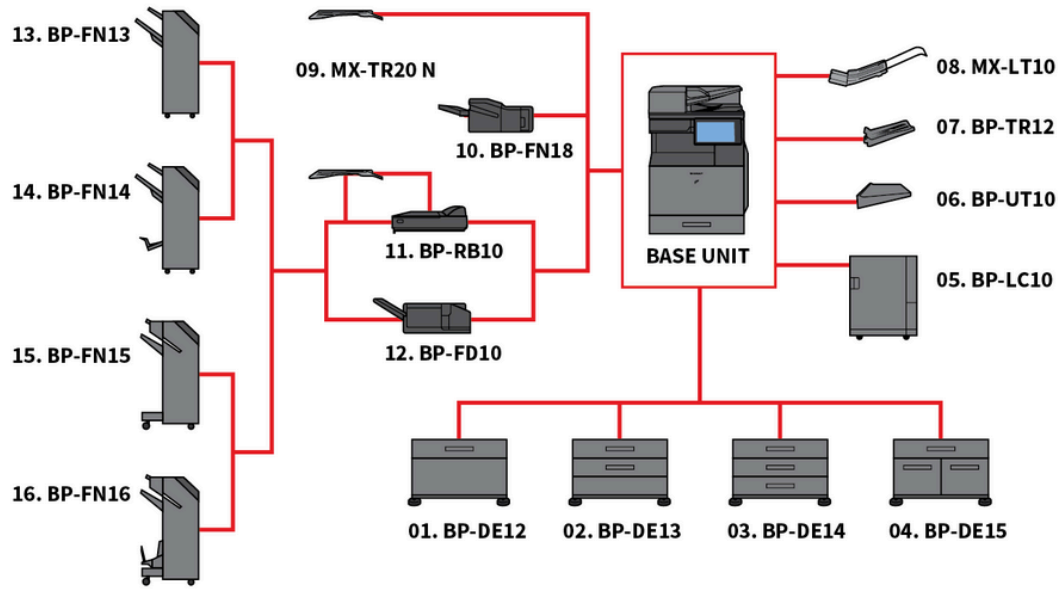 13. BP-FN13
09. MX-TR20 N
08. MX-LT10
07. BP-TR12
10. BP-FN18
14. BP-FN14
06. BP-UT10
11. BP-RB10
BASE UNIT
05. BP-LC10
15. BP-FN15
12. BP-FD10
16. BP-FN16
01. BP-DE12
02. BP-DE13
03. BP-DE14
04. BP-DE15